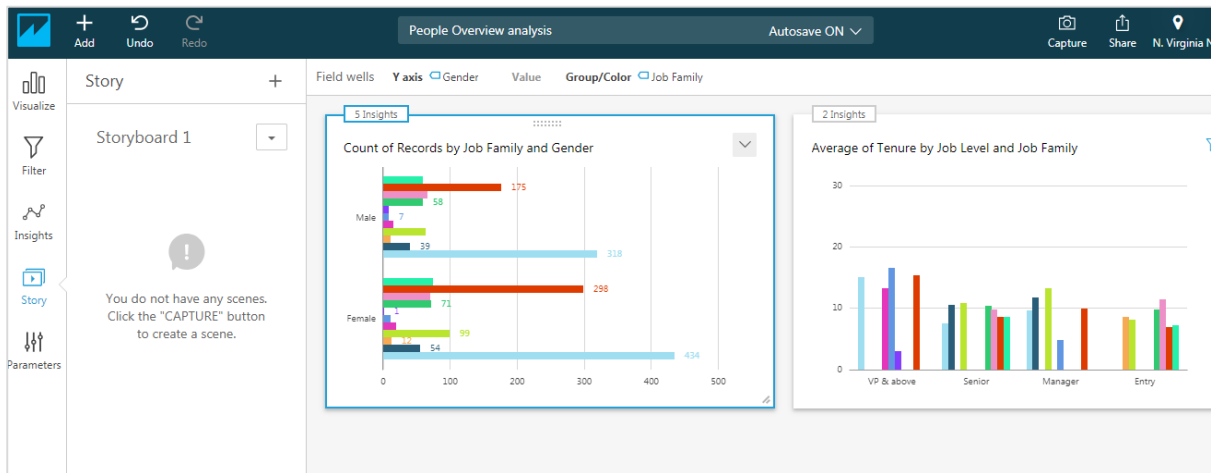 Add
Undo
Redo
People Overview analysis
Autosave ON
Capture
Share
N. Virginia
Visualize
Filter
Insights
Story
Parameters
Story
Storyboard 1
You do not have any scenes.
Click the "CAPTURE" button
to create a scene.
Field wells Y axis Gender Value Group/Color Job Family
5 Insights
Count of Records by Job Family and Gender
175
58
Male
7
39
318
298
71
Female
1
99
12
54
434
0 100 200 300 400 500
2 Insights
Average of Tenure by Job Level and Job Family
30
20
10
0
VP & above Senior Manager Entry